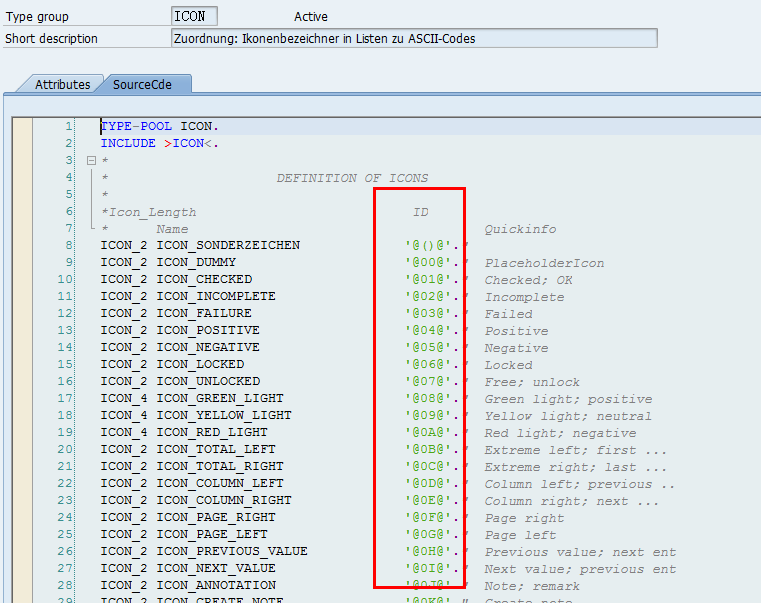 Type group ICON Active
Short description Zuordnung: Ikonenbezeichner in Listen zu ASCII-Codes
Attributes SourceCde
1 TYPE-POOL ICON.
2 INCLUDE >ICON<.
3 *
4 * DEFINITION OF ICONS
5 *
6 *Icon_Length ID
7 * Name Quickinfo
8 ICON_2 ICON_SONDERZEICHEN '@()@'."
9 ICON_2 ICON_DUMMY '@00@'." PlaceholderIcon
10 ICON_2 ICON_CHECKED '@01@'." Checked; OK
11 ICON_2 ICON_INCOMPLETE '@02@'." Incomplete
12 ICON_2 ICON_FAILURE '@03@'." Failed
13 ICON_2 ICON_POSITIVE '@04@'." Positive
14 ICON_2 ICON_NEGATIVE '@05@'." Negative
15 ICON_2 ICON_LOCKED '@06@'." Locked
16 ICON_2 ICON_UNLOCKED '@07@'." Free; unlock
17 ICON_4 ICON_GREEN_LIGHT '@08@'." Green light; positive
18 ICON_4 ICON_YELLOW_LIGHT '@09@'." Yellow light; neutral
19 ICON_4 ICON_RED_LIGHT '@0A@'." Red light; negative
20 ICON_2 ICON_TOTAL_LEFT '@0B@'." Extreme left; first ...
21 ICON_2 ICON_TOTAL_RIGHT '@0C@'." Extreme right; last ...
22 ICON_2 ICON_COLUMN_LEFT '@0D@'." Column left; previous ..
23 ICON_2 ICON_COLUMN_RIGHT '@0E@'." Column right; next ...
24 ICON_2 ICON_PAGE_RIGHT '@0F@'." Page right
25 ICON_2 ICON_PAGE_LEFT '@0G@'." Page left
26 ICON_2 ICON_PREVIOUS_VALUE '@0H@'." Previous value; next ent
27 ICON_2 ICON_NEXT_VALUE '@0I@'." Next value; previous ent
28 ICON_2 ICON_ANNOTATION '@0J@'." Note; remark
29 ICON_2 ICON_CREATE_NOTE '@0K@'." Create note